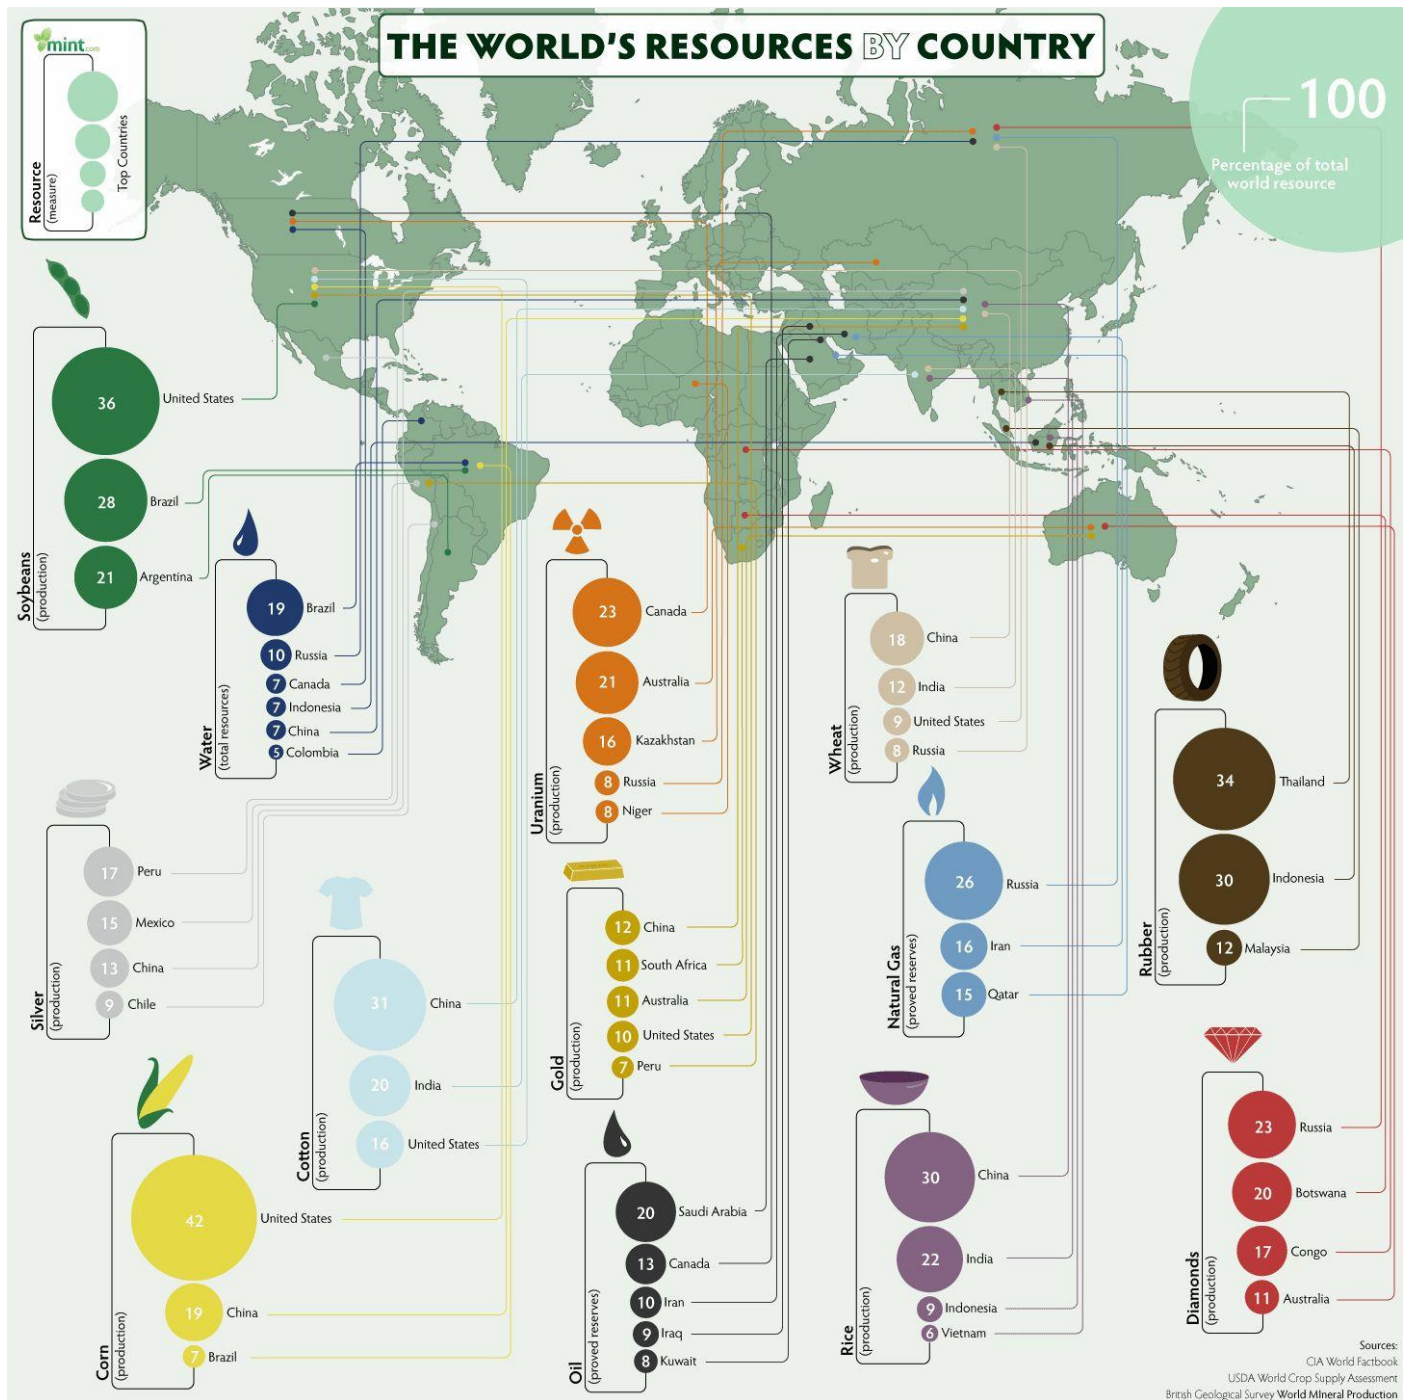 mint.com
Resource
(measure)
Top Countries
THE WORLD'S RESOURCES BY COUNTRY
100
Percentage of total
world resource
Soybeans
(production)
36 United States
28 Brazil
21 Argentina
Water
(total resources)
19 Brazil
10 Russia
7 Canada
7 Indonesia
7 China
5 Colombia
Uranium
(production)
23 Canada
21 Australia
16 Kazakhstan
8 Russia
8 Niger
Wheat
(production)
18 China
12 India
9 United States
8 Russia
Rubber
(production)
34 Thailand
30 Indonesia
12 Malaysia
Silver
(production)
17 Peru
15 Mexico
13 China
9 Chile
Cotton
(production)
31 China
20 India
16 United States
Gold
(production)
12 China
11 South Africa
11 Australia
10 United States
7 Peru
Natural Gas
(proved reserves)
26 Russia
16 Iran
15 Qatar
Corn
(production)
42 United States
19 China
7 Brazil
Oil
(proved reserves)
20 Saudi Arabia
13 Canada
10 Iran
9 Iraq
8 Kuwait
Rice
(production)
30 China
22 India
9 Indonesia
6 Vietnam
Diamonds
(production)
23 Russia
20 Botswana
17 Congo
11 Australia
Sources:
CIA World Factbook
USDA World Crop Supply Assessment
British Geological Survey World MIneral Production